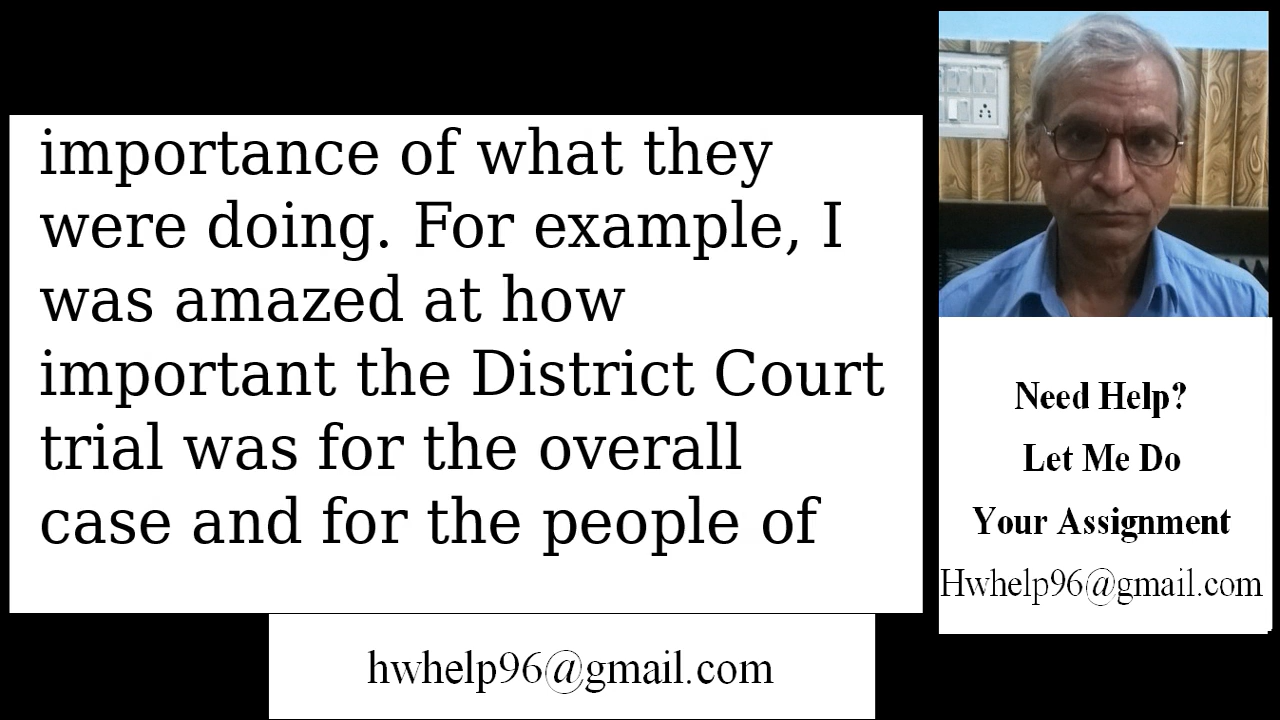 importance of what they
were doing. For example, I
was amazed at how
important the District Court
trial was for the overall
case and for the people of
Need Help?
Let Me Do
Your Assignment
Hwhelp96@gmail.com
hwhelp96@gmail.com